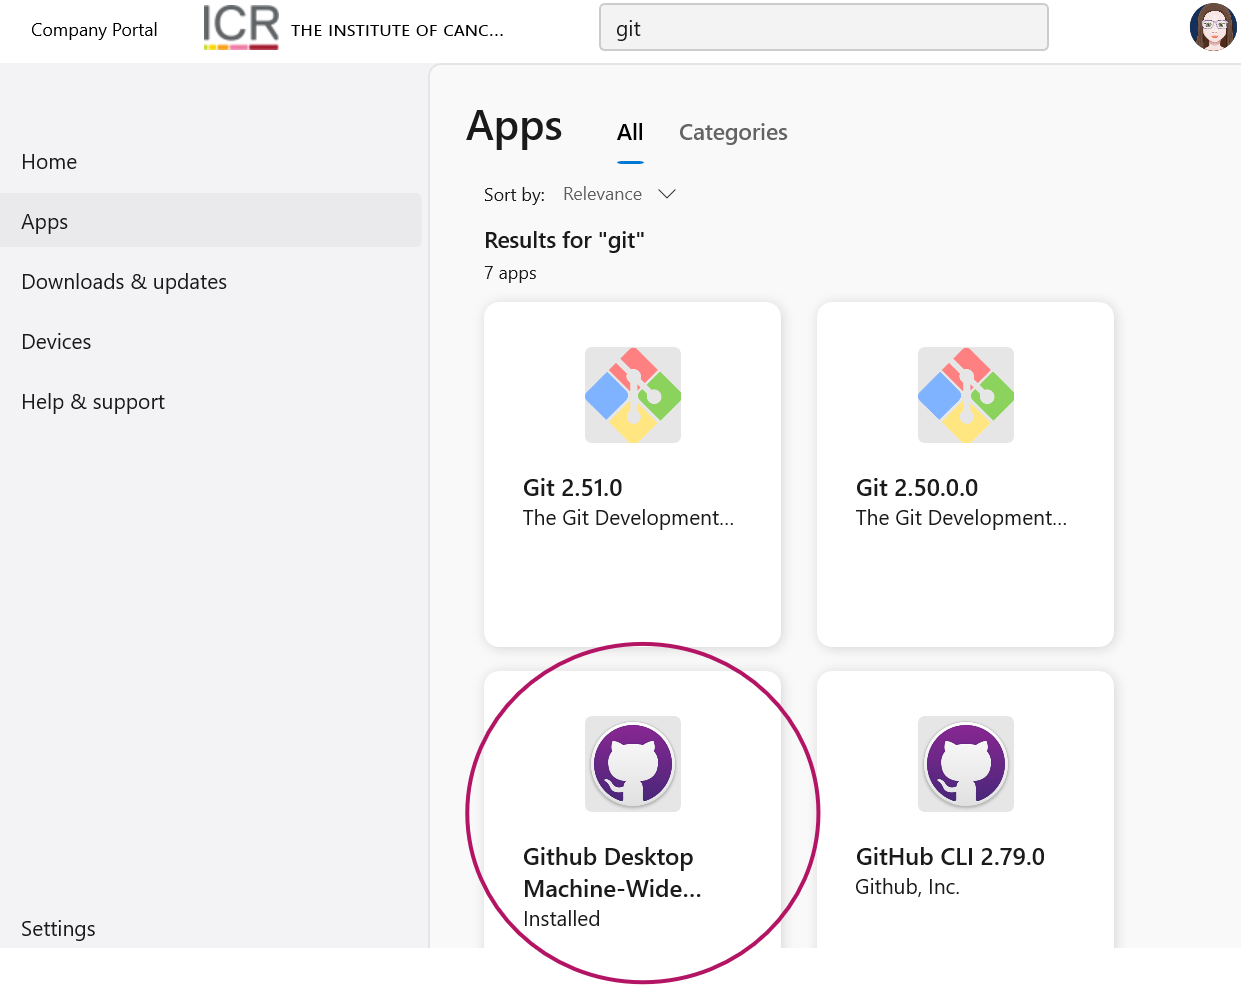 Company Portal
ICR
THE INSTITUTE OF CANC...
git
Home
Apps
Downloads & updates
Devices
Help & support
Settings
Apps
All
Categories
Sort by: Relevance
Results for "git"
7 apps
Git 2.51.0
The Git Development...
Git 2.50.0.0
The Git Development...
Github Desktop
Machine-Wide...
Installed
GitHub CLI 2.79.0
Github, Inc.